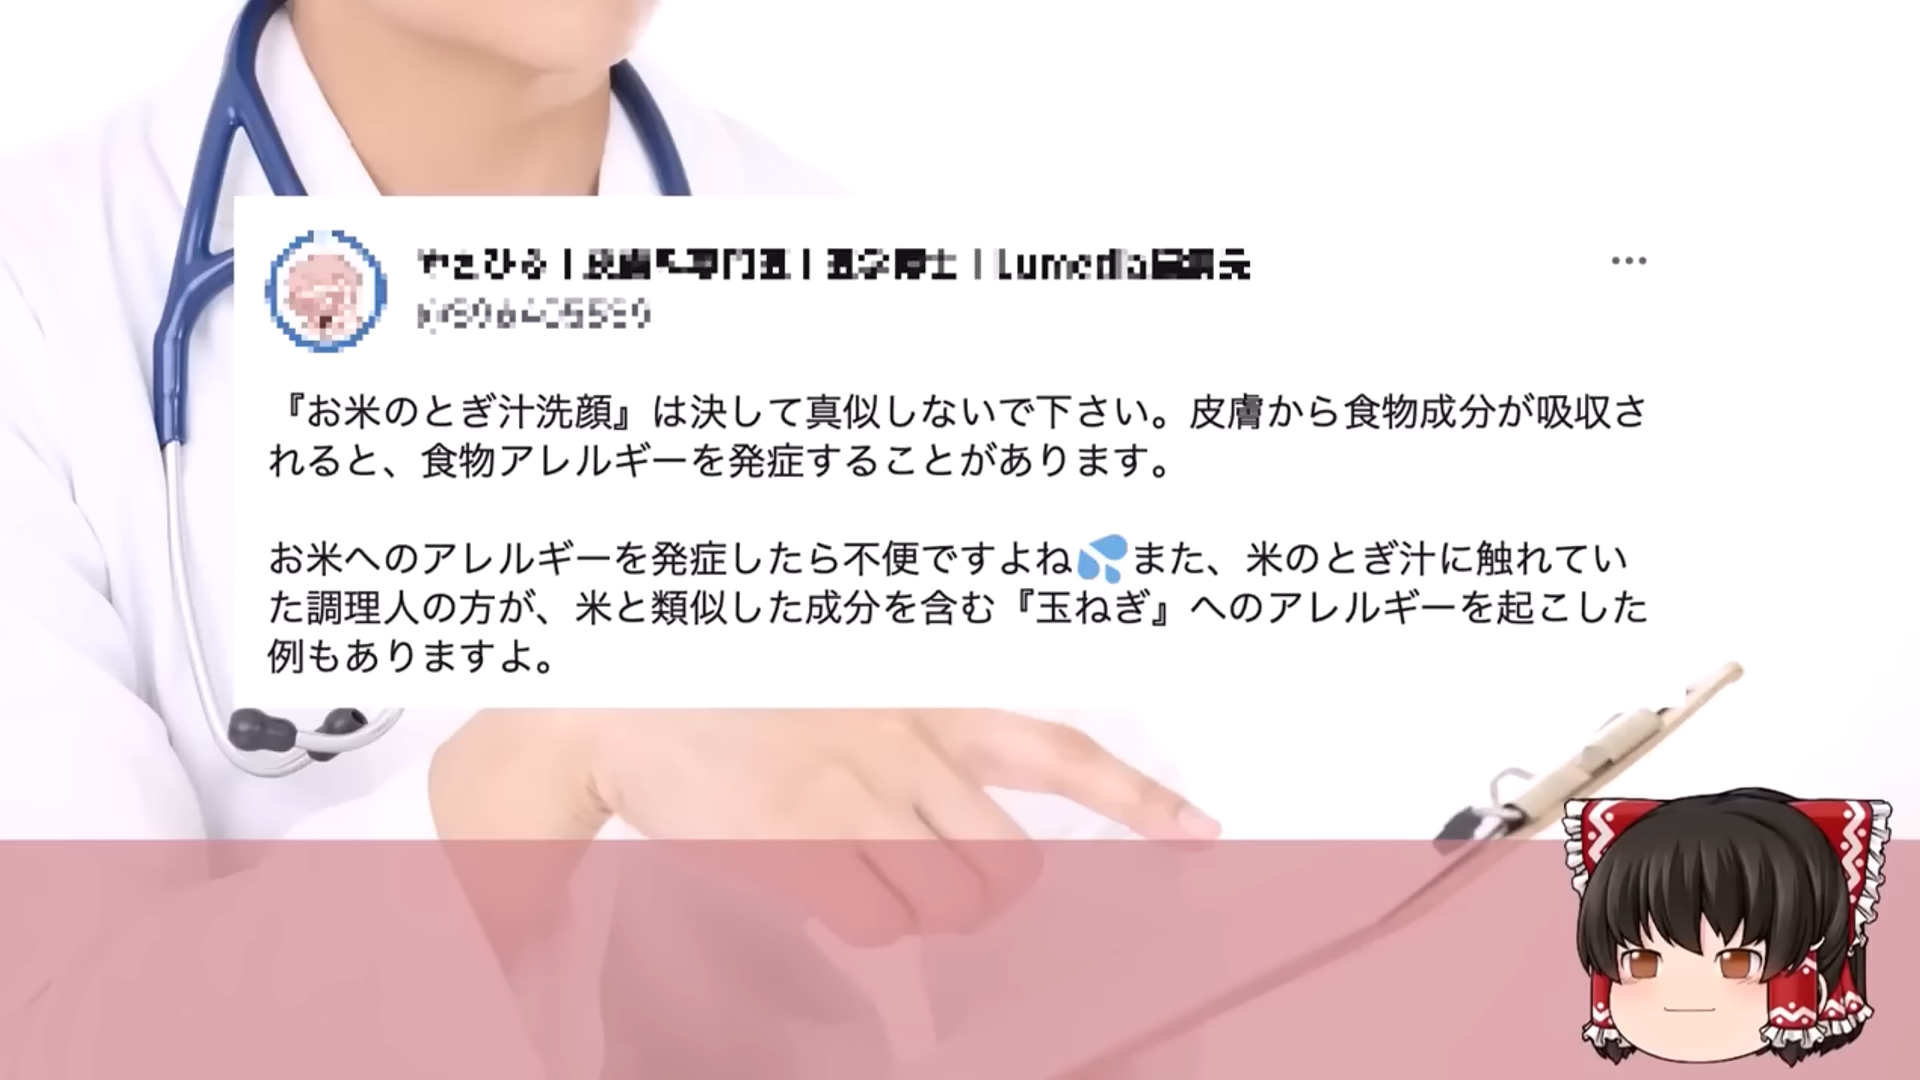 『お米のとぎ汁洗顔』は決して真似しないで下さい。皮膚から食物成分が吸収さ
れると、食物アレルギーを発症することがあります。
お米へのアレルギーを発症したら不便ですよね💦また、米のとぎ汁に触れてい
た調理人の方が、米と類似した成分を含む『玉ねぎ』へのアレルギーを起こした
例もありますよ。